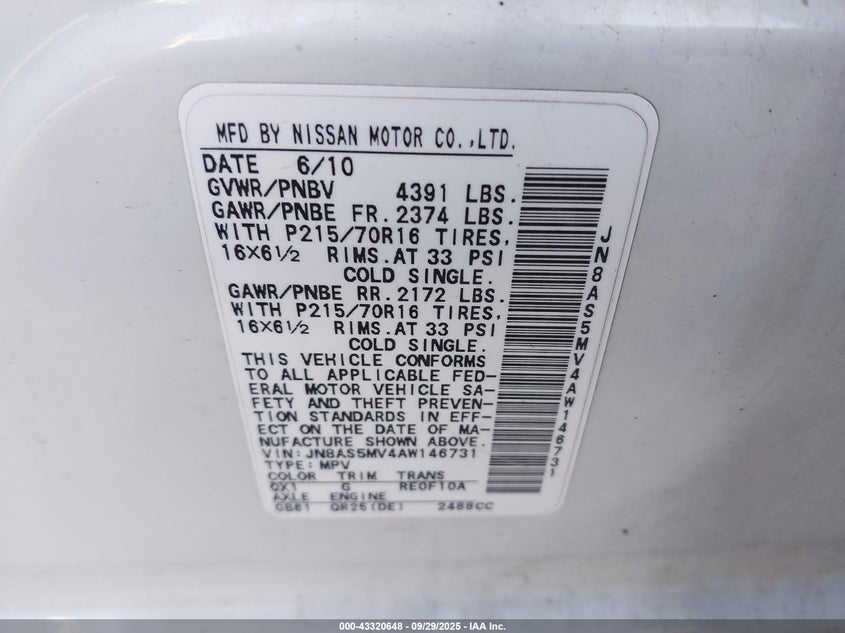 MFD BY NISSAN MOTOR CO.,LTD.
DATE 6/10
GVWR/PNBV 4391 LBS.
GAWR/PNBE FR. 2374 LBS.
WITH P215/70R16 TIRES,
16X6½ RIMS. AT 33 PSI
COLD SINGLE.
GAWR/PNBE RR. 2172 LBS.
WITH P215/70R16 TIRES,
16X6½ RIMS. AT 33 PSI
COLD SINGLE.
THIS VEHICLE CONFORMS
TO ALL APPLICABLE FED-
ERAL MOTOR VEHICLE SA-
FETY AND THEFT PREVEN-
TION STANDARDS IN EFF-
ECT ON THE DATE OF MA-
NUFACTURE SHOWN ABOVE.
VIN: JN8AS5MV4AW146731
TYPE: MPV
COLOR TRIM TRANS
QX1 G RE0F10A
AXLE ENGINE
GB61 QR25(DE) 2488CC
JN8AS5MV4AW146731
000-43320648 - 09/29/2025 - IAA Inc.